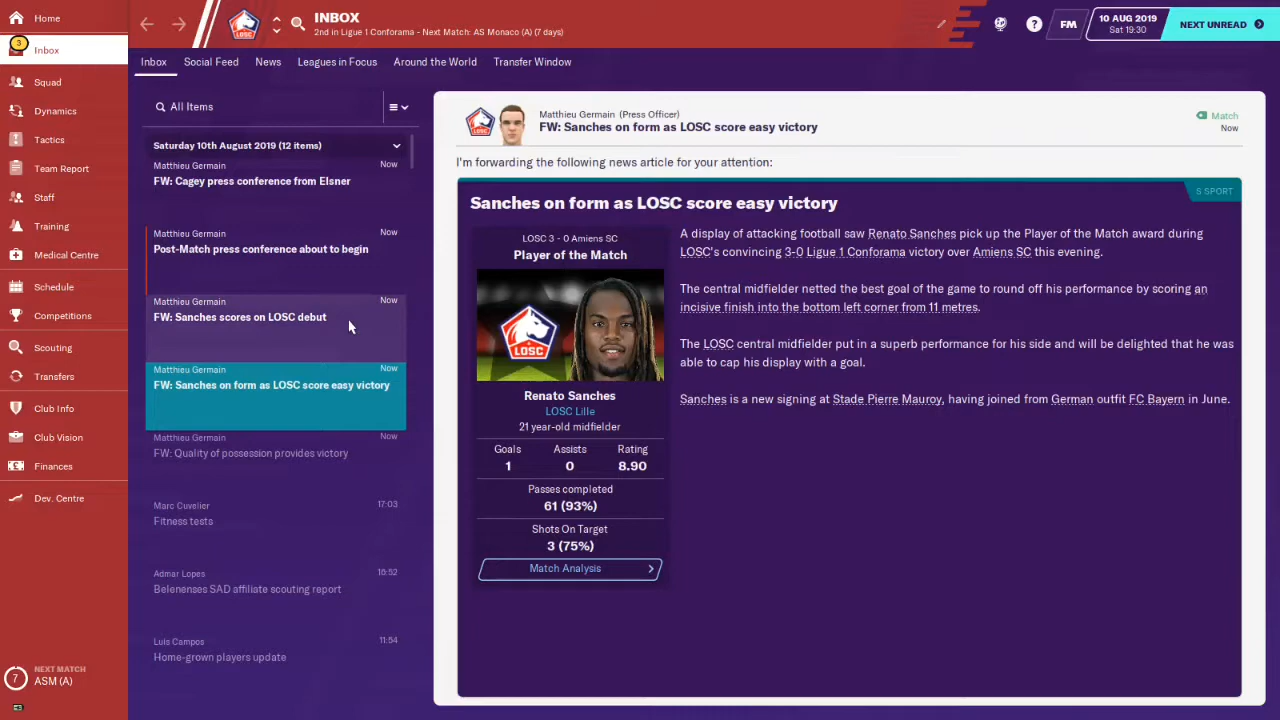 INBOX
2nd in Ligue 1 Conforama - Next Match: AS Monaco (A) (7 days)
FM
10 AUG 2019
Sat 19:30
NEXT UNREAD
Home
3
Inbox
Squad
Dynamics
Tactics
Team Report
Staff
Training
Medical Centre
Schedule
Competitions
Scouting
Transfers
Club Info
Club Vision
Finances
Dev. Centre
7
NEXT MATCH
ASM (A)
Inbox Social Feed News Leagues in Focus Around the World Transfer Window
All Items
Saturday 10th August 2019 (12 items)
Matthieu Germain Now
FW: Cagey press conference from Elsner
Matthieu Germain Now
Post-Match press conference about to begin
Matthieu Germain Now
FW: Sanches scores on LOSC debut
Matthieu Germain Now
FW: Sanches on form as LOSC score easy victory
Matthieu Germain Now
FW: Quality of possession provides victory
Marc Cuvelier 17:03
Fitness tests
Admar Lopes 16:52
Belenenses SAD affiliate scouting report
Luis Campos 11:54
Home-grown players update
LOSC
Matthieu Germain (Press Officer)
FW: Sanches on form as LOSC score easy victory
Match
Now
I'm forwarding the following news article for your attention:
S SPORT
Sanches on form as LOSC score easy victory
LOSC 3 - 0 Amiens SC
Player of the Match
LOSC
Renato Sanches
LOSC Lille
21 year-old midfielder
Goals Assists Rating
1 0 8.90
Passes completed
61 (93%)
Shots On Target
3 (75%)
Match Analysis
A display of attacking football saw Renato Sanches pick up the Player of the Match award during
LOSC's convincing 3-0 Ligue 1 Conforama victory over Amiens SC this evening.
The central midfielder netted the best goal of the game to round off his performance by scoring an
incisive finish into the bottom left corner from 11 metres.
The LOSC central midfielder put in a superb performance for his side and will be delighted that he was
able to cap his display with a goal.
Sanches is a new signing at Stade Pierre Mauroy, having joined from German outfit FC Bayern in June.